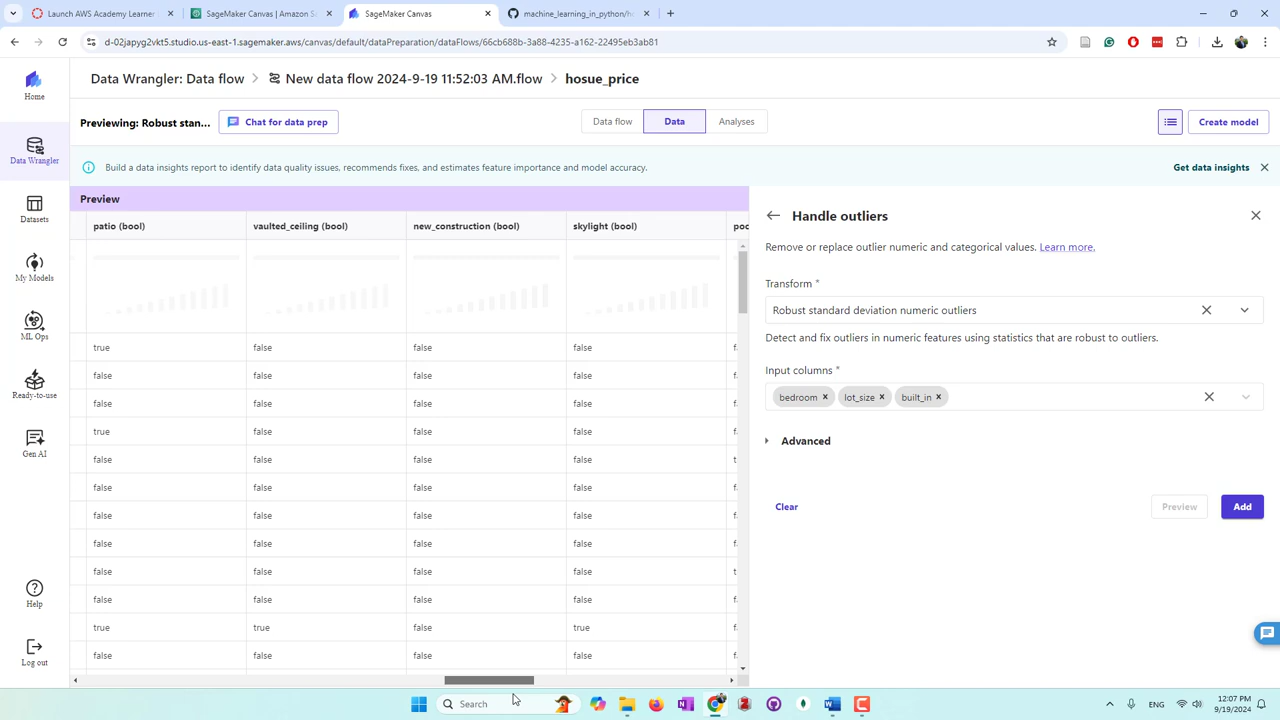 Launch AWS Academy Learner
SageMaker Canvas | Amazon S
SageMaker Canvas
machine_learning_in_python/h
d-02japyg2vkt5.studio.us-east-1.sagemaker.aws/canvas/default/dataPreparation/dataFlows/66cb688b-3a88-4235-a162-22495eb3ab81
Home
Data Wrangler: Data flow
New data flow 2024-9-19 11:52:03 AM.flow
hosue_price
Previewing: Robust stan...
Chat for data prep
Data flow
Data
Analyses
Create model
Data Wrangler
Build a data insights report to identify data quality issues, recommends fixes, and estimates feature importance and model accuracy.
Get data insights
Datasets
My Models
ML Ops
Ready-to-use
Gen AI
Help
Log out
Preview
patio (bool) vaulted_ceiling (bool) new_construction (bool) skylight (bool) poo
true false false false f
false false false false f
false false false false f
true false false false f
false false false false t
false false false false f
false false false false f
false false false false f
false false false false t
false false false false f
true true false true f
false false false false f
Handle outliers
Remove or replace outlier numeric and categorical values. Learn more.
Transform *
Robust standard deviation numeric outliers
Detect and fix outliers in numeric features using statistics that are robust to outliers.
Input columns *
bedroom lot_size built_in
Advanced
Clear
Preview
Add
Search
ENG
12:07 PM
9/19/2024